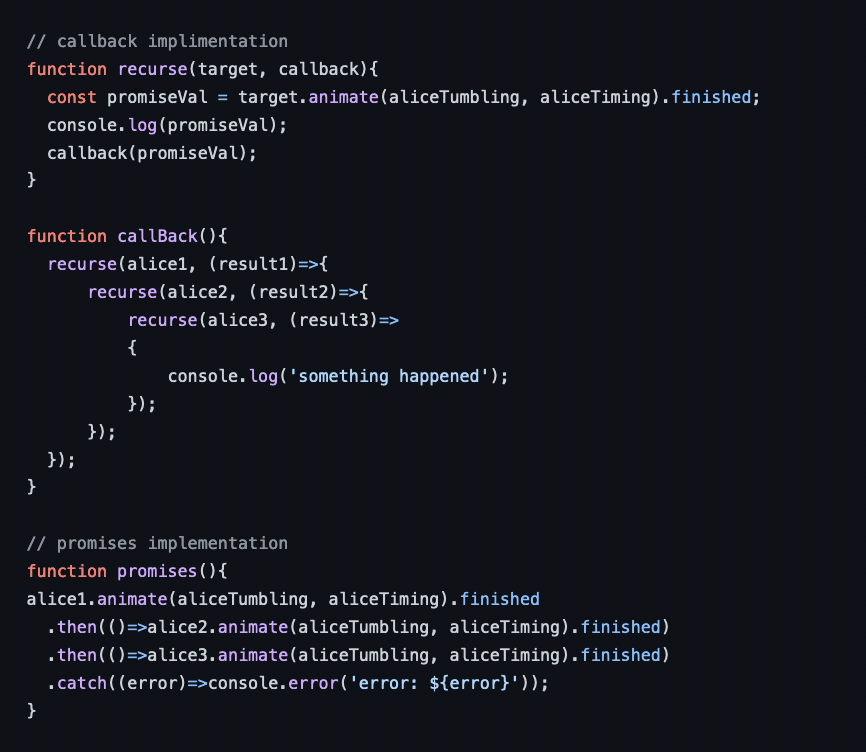 // callback implimentation
function recurse(target, callback){
  const promiseVal = target.animate(aliceTumbling, aliceTiming).finished;
  console.log(promiseVal);
  callback(promiseVal);
}

function callBack(){
  recurse(alice1, (result1)=>{
      recurse(alice2, (result2)=>{
          recurse(alice3, (result3)=>
          {
              console.log('something happened');
          });
      });
  });
}

// promises implementation
function promises(){
alice1.animate(aliceTumbling, aliceTiming).finished
  .then(()=>alice2.animate(aliceTumbling, aliceTiming).finished)
  .then(()=>alice3.animate(aliceTumbling, aliceTiming).finished)
  .catch((error)=>console.error('error: ${error}'));
}